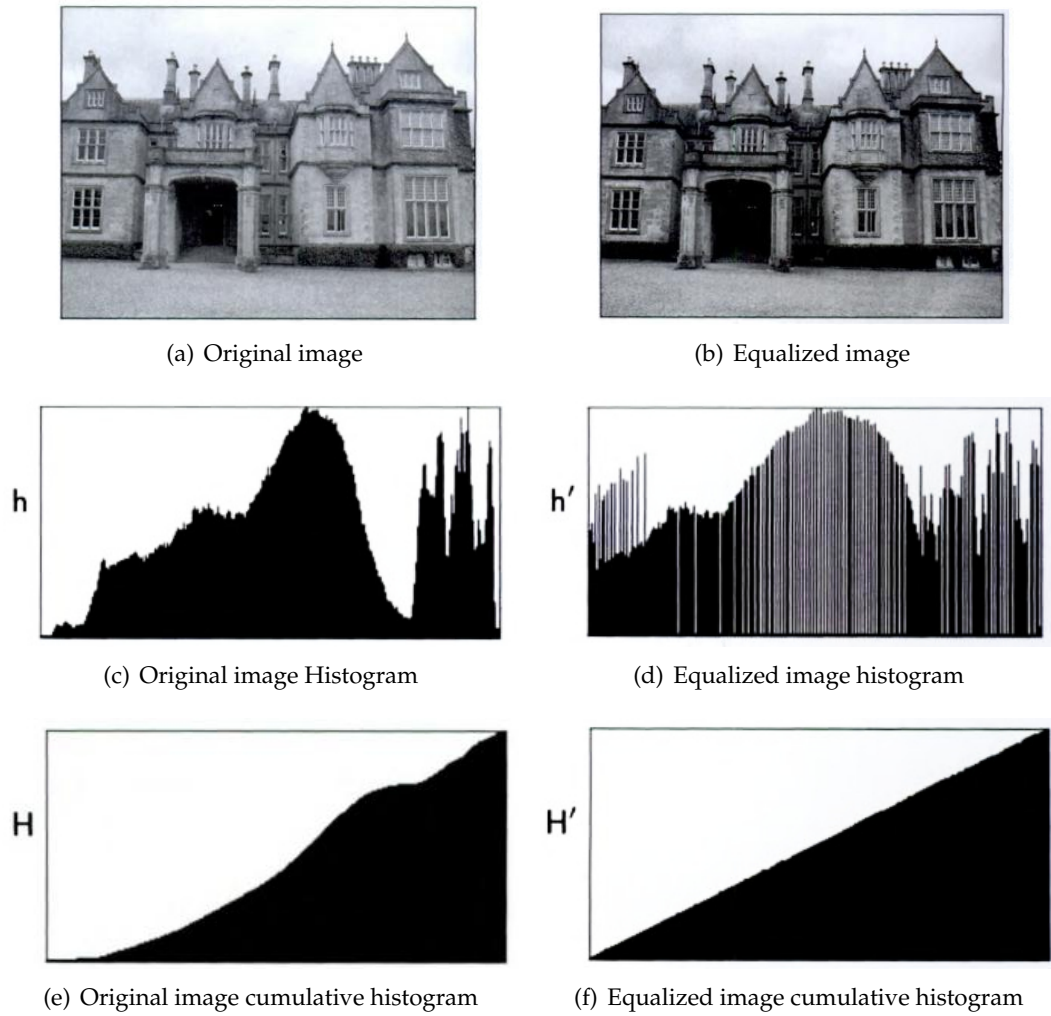 (a) Original image
(b) Equalized image
h
h′
(c) Original image Histogram
(d) Equalized image histogram
H
H′
(e) Original image cumulative histogram
(f) Equalized image cumulative histogram